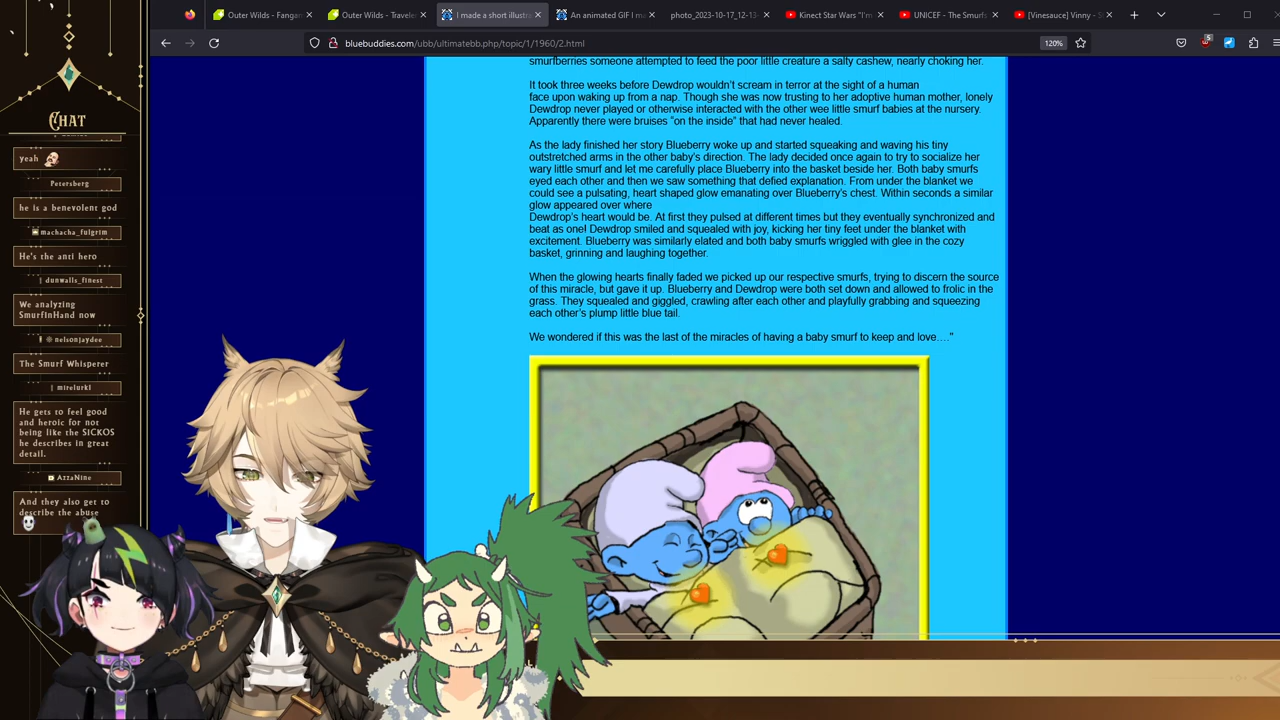 Outer Wilds - Fangan
Outer Wilds - Traveler
I made a short illustr
An animated GIF I ma
photo_2023-10-17_12-13-
Kinect Star Wars "I'm
UNICEF - The Smurfs
[Vinesauce] Vinny - S
bluebuddies.com/ubb/ultimatebb.php/topic/1/1960/2.html
120%
5
CHAT
yeah
Petersberg
he is a benevolent god
machacha_fulgrim
He's the anti hero
dunwalls_finest
We analyzing
SmurfInHand now
nelsonjaydee
The Smurf Whisperer
mirelurk1
He gets to feel good
and heroic for not
being like the SICKOS
he describes in great
detail.
AzzaNine
And they also get to
describe the abuse
smurfberries someone attempted to feed the poor little creature a salty cashew, nearly choking her.
It took three weeks before Dewdrop wouldn't scream in terror at the sight of a human
face upon waking up from a nap. Though she was now trusting to her adoptive human mother, lonely
Dewdrop never played or otherwise interacted with the other wee little smurf babies at the nursery.
Apparently there were bruises "on the inside" that had never healed.
As the lady finished her story Blueberry woke up and started squeaking and waving his tiny
outstretched arms in the other baby's direction. The lady decided once again to try to socialize her
wary little smurf and let me carefully place Blueberry into the basket beside her. Both baby smurfs
eyed each other and then we saw something that defied explanation. From under the blanket we
could see a pulsating, heart shaped glow emanating over Blueberry's chest. Within seconds a similar
glow appeared over where
Dewdrop's heart would be. At first they pulsed at different times but they eventually synchronized and
beat as one! Dewdrop smiled and squealed with joy, kicking her tiny feet under the blanket with
excitement. Blueberry was similarly elated and both baby smurfs wriggled with glee in the cozy
basket, grinning and laughing together.
When the glowing hearts finally faded we picked up our respective smurfs, trying to discern the source
of this miracle, but gave it up. Blueberry and Dewdrop were both set down and allowed to frolic in the
grass. They squealed and giggled, crawling after each other and playfully grabbing and squeezing
each other's plump little blue tail.
We wondered if this was the last of the miracles of having a baby smurf to keep and love...."